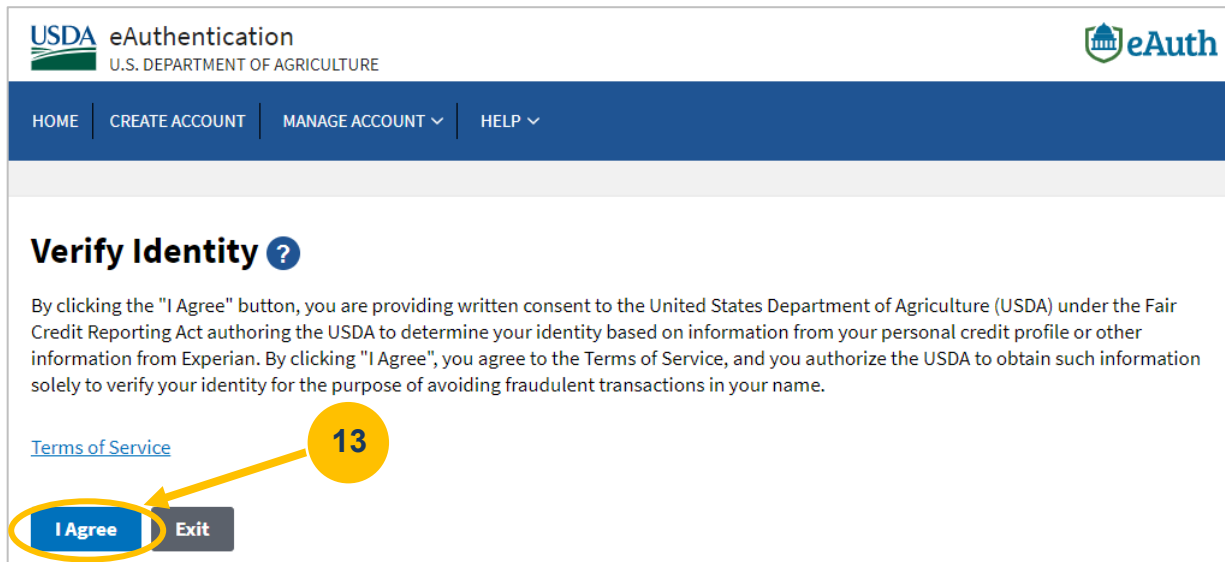 USDA eAuthentication
U.S. DEPARTMENT OF AGRICULTURE
eAuth
HOME CREATE ACCOUNT MANAGE ACCOUNT HELP
Verify Identity ?
By clicking the "I Agree" button, you are providing written consent to the United States Department of Agriculture (USDA) under the Fair
Credit Reporting Act authoring the USDA to determine your identity based on information from your personal credit profile or other
information from Experian. By clicking "I Agree", you agree to the Terms of Service, and you authorize the USDA to obtain such information
solely to verify your identity for the purpose of avoiding fraudulent transactions in your name.
13
Terms of Service
I Agree Exit